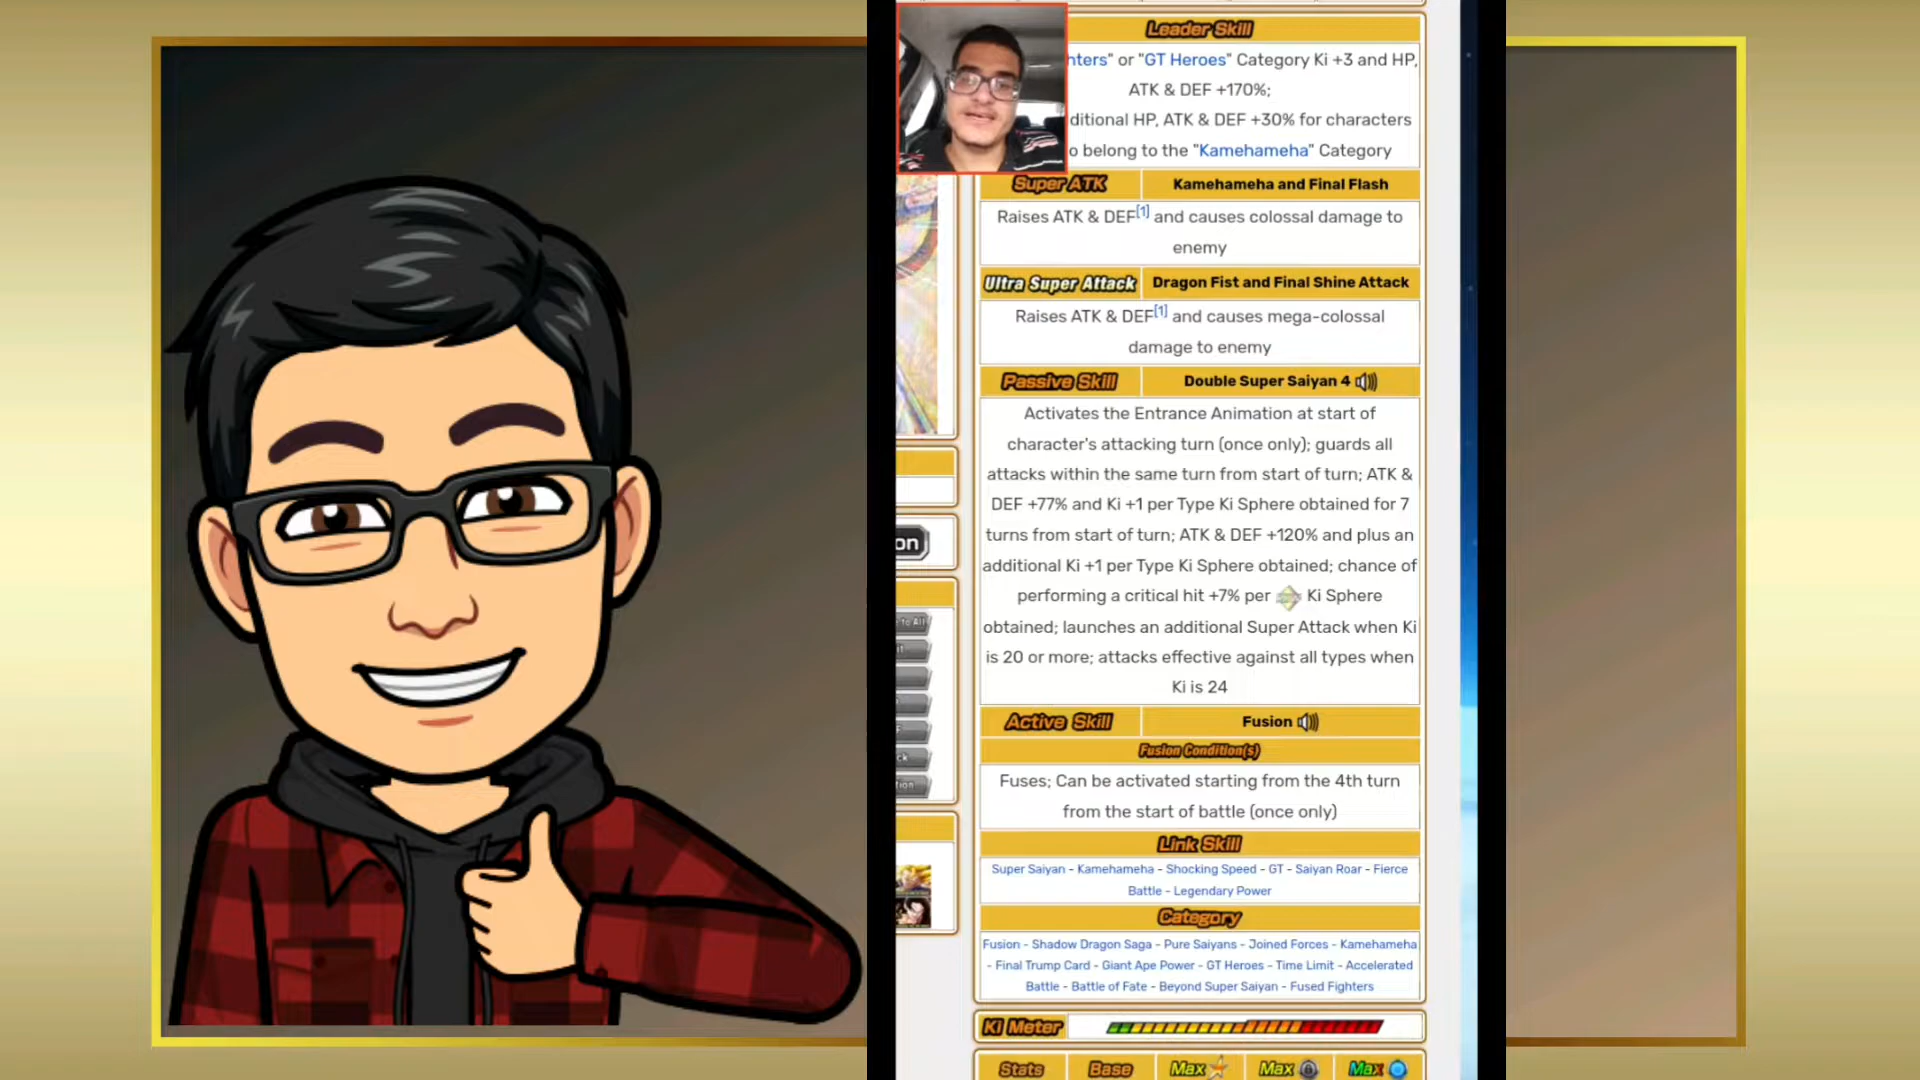 Leader Skill
hters" or "GT Heroes" Category Ki +3 and HP,
ATK & DEF +170%;
ditional HP, ATK & DEF +30% for characters
o belong to the "Kamehameha" Category
Super ATK
Kamehameha and Final Flash
Raises ATK & DEF[1] and causes colossal damage to
enemy
Ultra Super Attack
Dragon Fist and Final Shine Attack
Raises ATK & DEF[1] and causes mega-colossal
damage to enemy
Passive Skill
Double Super Saiyan 4
Activates the Entrance Animation at start of
character's attacking turn (once only); guards all
attacks within the same turn from start of turn; ATK &
DEF +77% and Ki +1 per Type Ki Sphere obtained for 7
turns from start of turn; ATK & DEF +120% and plus an
additional Ki +1 per Type Ki Sphere obtained; chance of
performing a critical hit +7% per Ki Sphere
obtained; launches an additional Super Attack when Ki
is 20 or more; attacks effective against all types when
Ki is 24
on
to All
it
ck
tion
Active Skill
Fusion
Fusion Condition(s)
Fuses; Can be activated starting from the 4th turn
from the start of battle (once only)
Link Skill
Super Saiyan - Kamehameha - Shocking Speed - GT - Saiyan Roar - Fierce
Battle - Legendary Power
Category
Fusion - Shadow Dragon Saga - Pure Saiyans - Joined Forces - Kamehameha
- Final Trump Card - Giant Ape Power - GT Heroes - Time Limit - Accelerated
Battle - Battle of Fate - Beyond Super Saiyan - Fused Fighters
Ki Meter
Stats
Base
Max
Max
Max